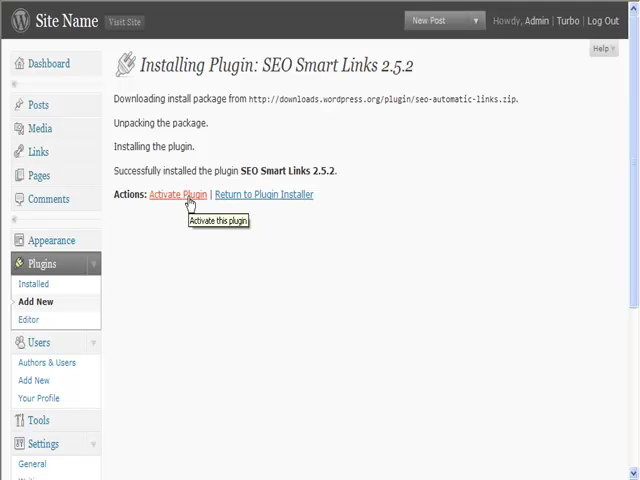 Site Name
Visit Site
New Post
Howdy, Admin | Turbo | Log Out
Help
Dashboard
Posts
Media
Links
Pages
Comments
Appearance
Plugins
Installed
Add New
Editor
Users
Authors & Users
Add New
Your Profile
Tools
Settings
General
Installing Plugin: SEO Smart Links 2.5.2
Downloading install package from http://downloads.wordpress.org/plugin/seo-automatic-links.zip.
Unpacking the package.
Installing the plugin.
Successfully installed the plugin SEO Smart Links 2.5.2.
Actions: Activate Plugin | Return to Plugin Installer
Activate this plugin